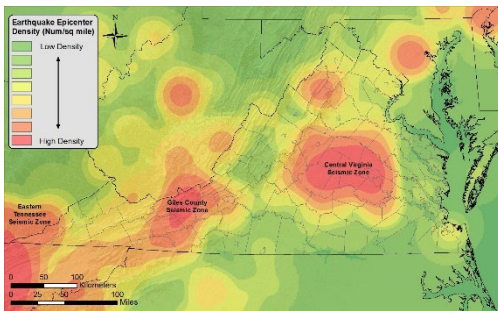 Earthquake Epicenter
Density (Num/sq mile)
Low Density
High Density
N
Central Virginia
Seismic Zone
Giles County
Seismic Zone
Eastern
Tennessee
Seismic Zone
0 50 100
Kilometers
0 25 50 100
Miles